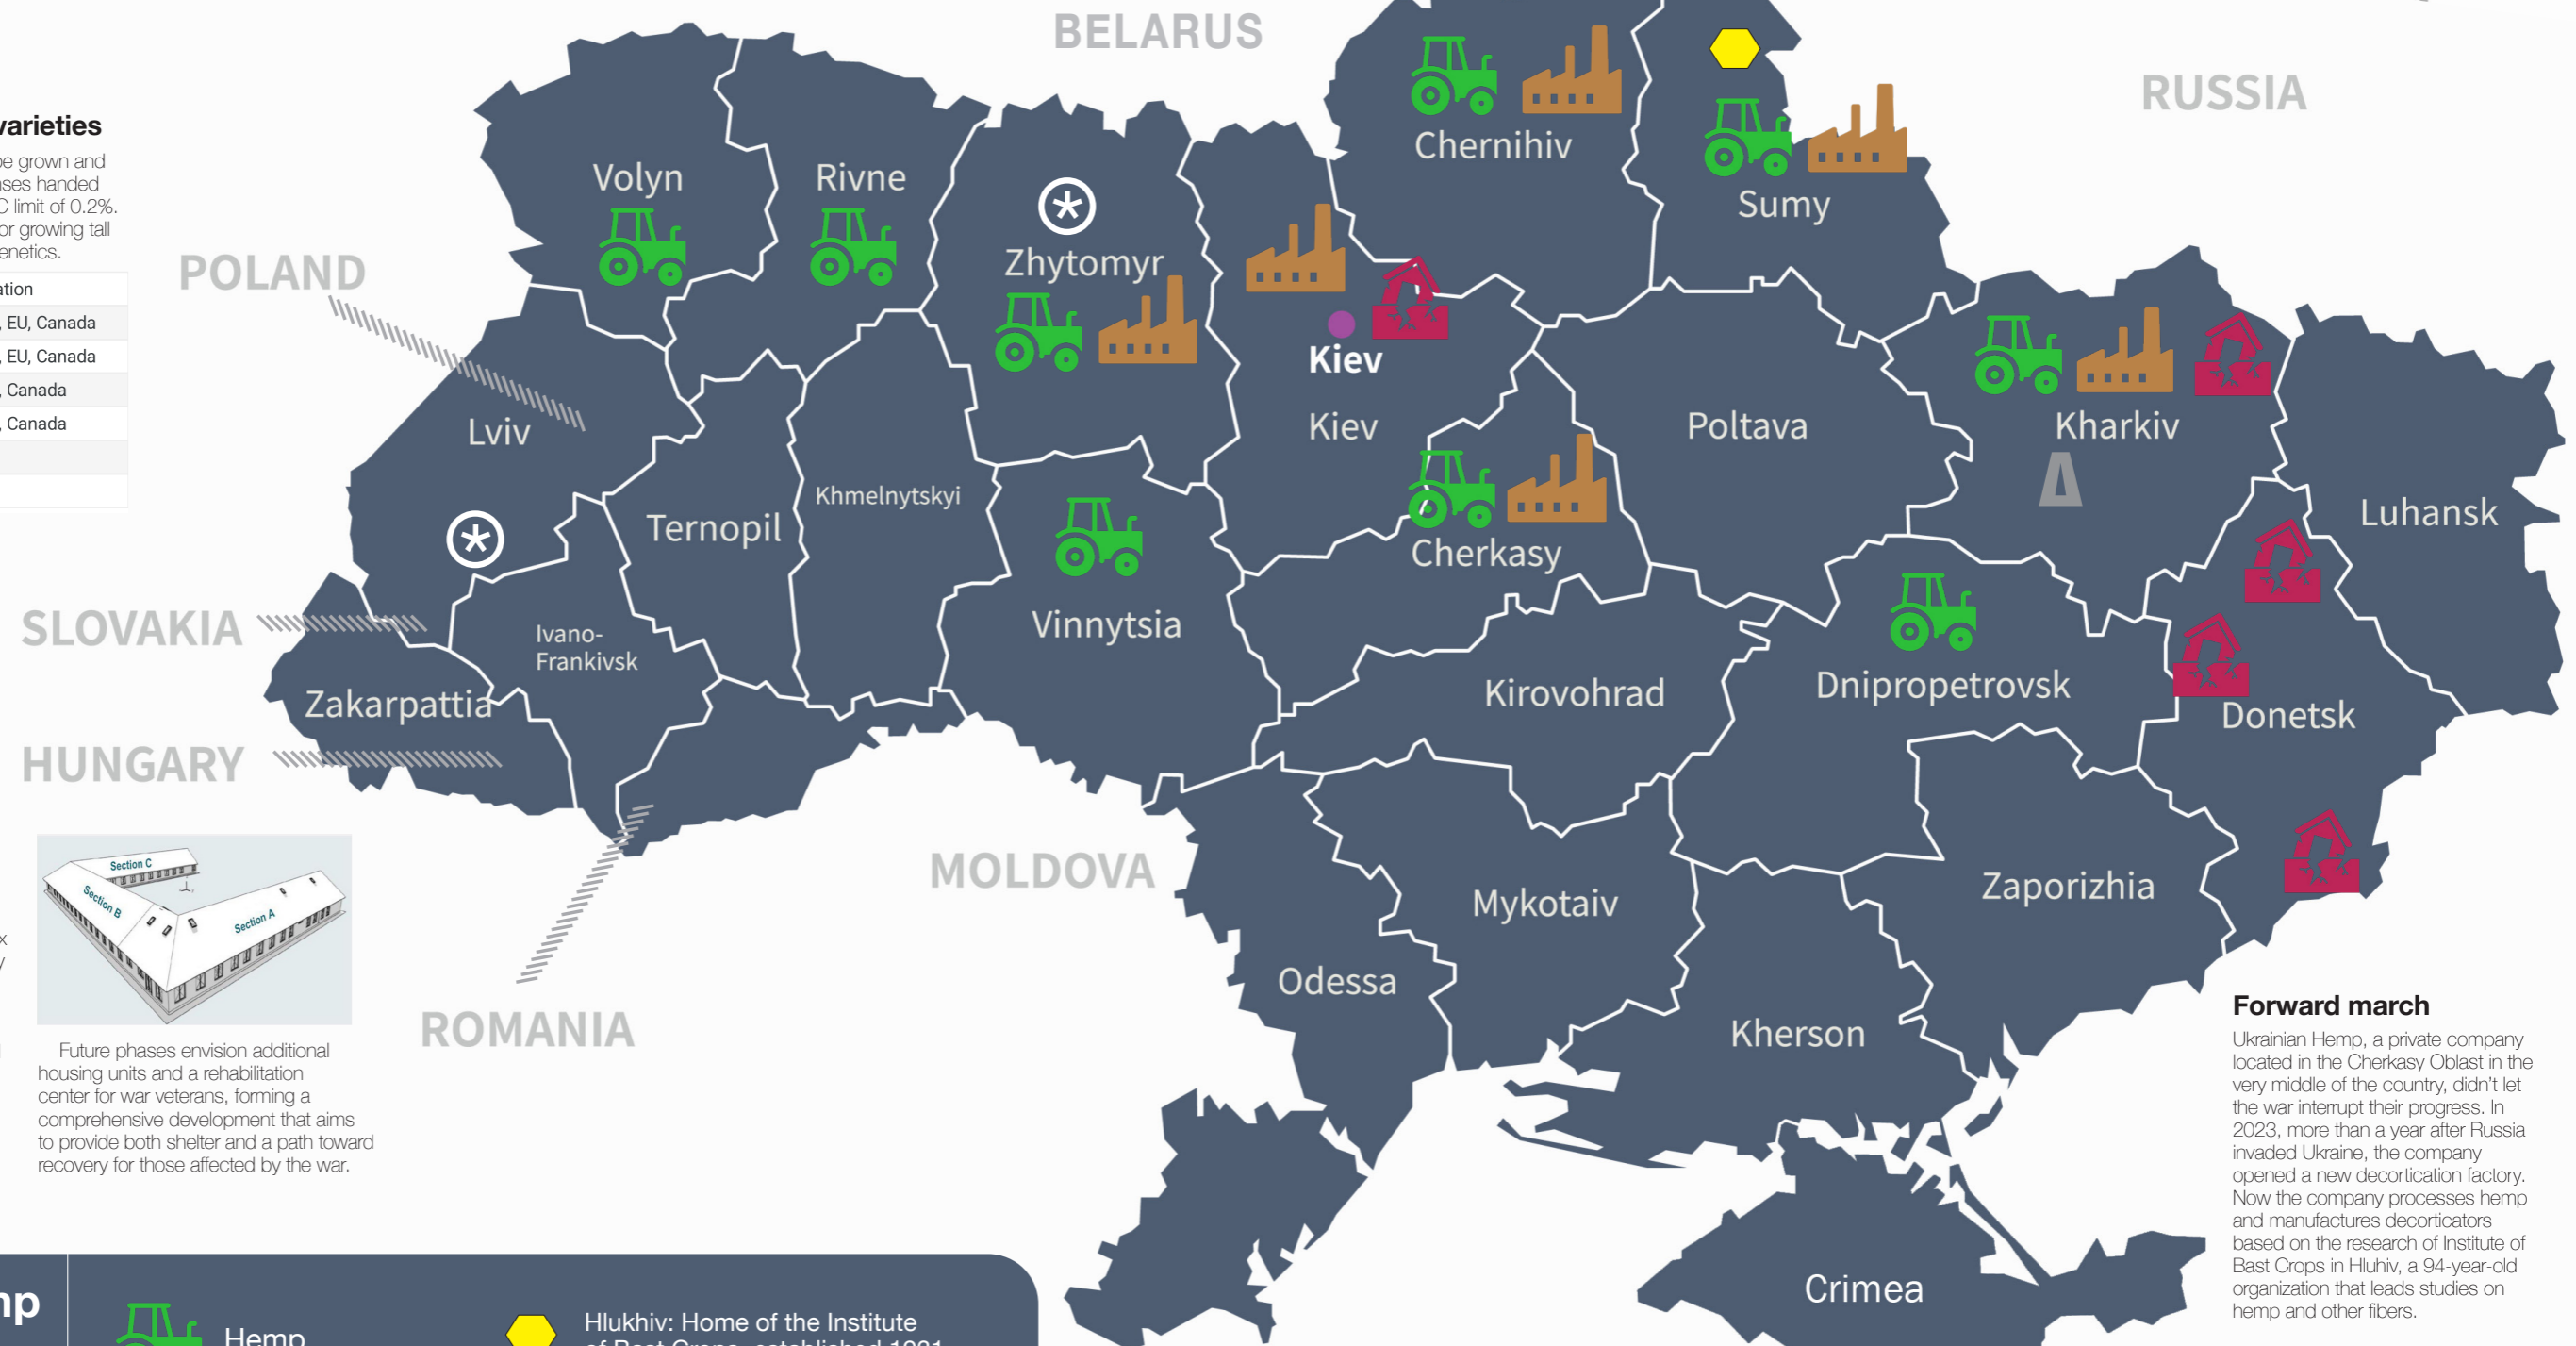 BELARUS
RUSSIA
varieties
be grown and
nses handed
C limit of 0.2%.
or growing tall
enetics.
ation
, EU, Canada
, EU, Canada
, Canada
, Canada
POLAND
SLOVAKIA
HUNGARY
MOLDOVA
ROMANIA
Chernihiv
Sumy
Volyn
Rivne
Zhytomyr
Kiev
Kiev
Lviv
Khmelnytskyi
Ternopil
Poltava
Kharkiv
Luhansk
Cherkasy
Vinnytsia
Ivano-
Frankivsk
Zakarpattia
Kirovohrad
Dnipropetrovsk
Donetsk
Mykotaiv
Zaporizhia
Odessa
Kherson
Crimea
Section C
Section B
Section A
x
y
Future phases envision additional
housing units and a rehabilitation
center for war veterans, forming a
comprehensive development that aims
to provide both shelter and a path toward
recovery for those affected by the war.
Forward march
Ukrainian Hemp, a private company
located in the Cherkasy Oblast in the
very middle of the country, didn't let
the war interrupt their progress. In
2023, more than a year after Russia
invaded Ukraine, the company
opened a new decortication factory.
Now the company processes hemp
and manufactures decorticators
based on the research of Institute of
Bast Crops in Hluhiv, a 94-year-old
organization that leads studies on
hemp and other fibers.
mp
Hemp
Hlukhiv: Home of the Institute
of Bast Crops, established 1931